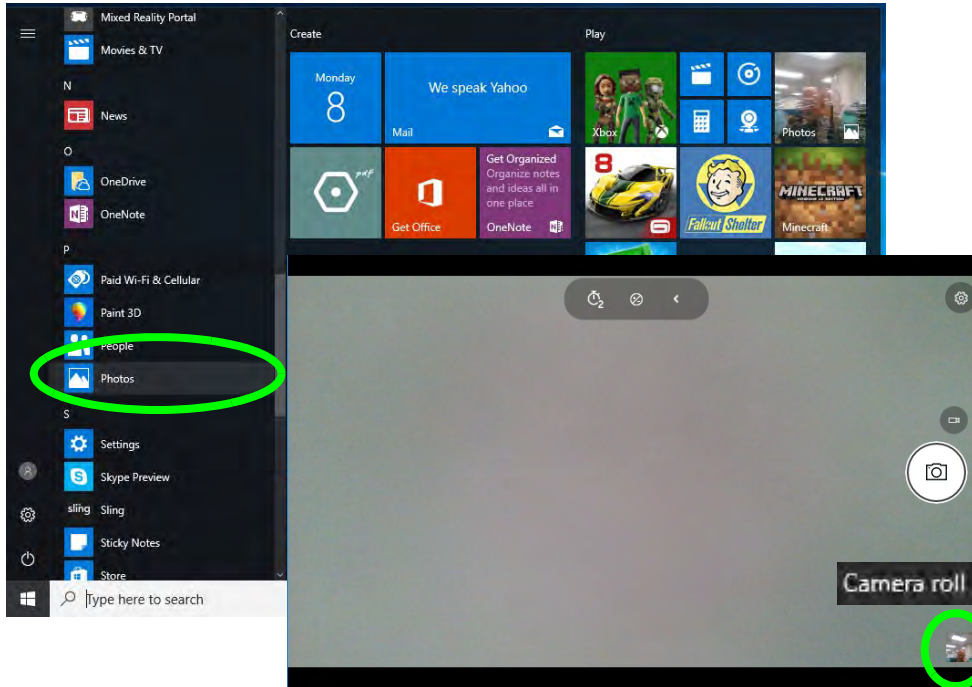 Mixed Reality Portal
Movies & TV
N
News
O
OneDrive
OneNote
P
Paid Wi-Fi & Cellular
Paint 3D
People
Photos
S
Settings
Skype Preview
sling Sling
Sticky Notes
Store
Type here to search
Create
Monday
8
We speak Yahoo
Mail
pdf
Get Office
Get Organized
Organize notes
and ideas all in
one place
OneNote
Play
Xbox
Photos
8
Fallout Shelter
MINECRAFT
Minecraft
2
Camera roll